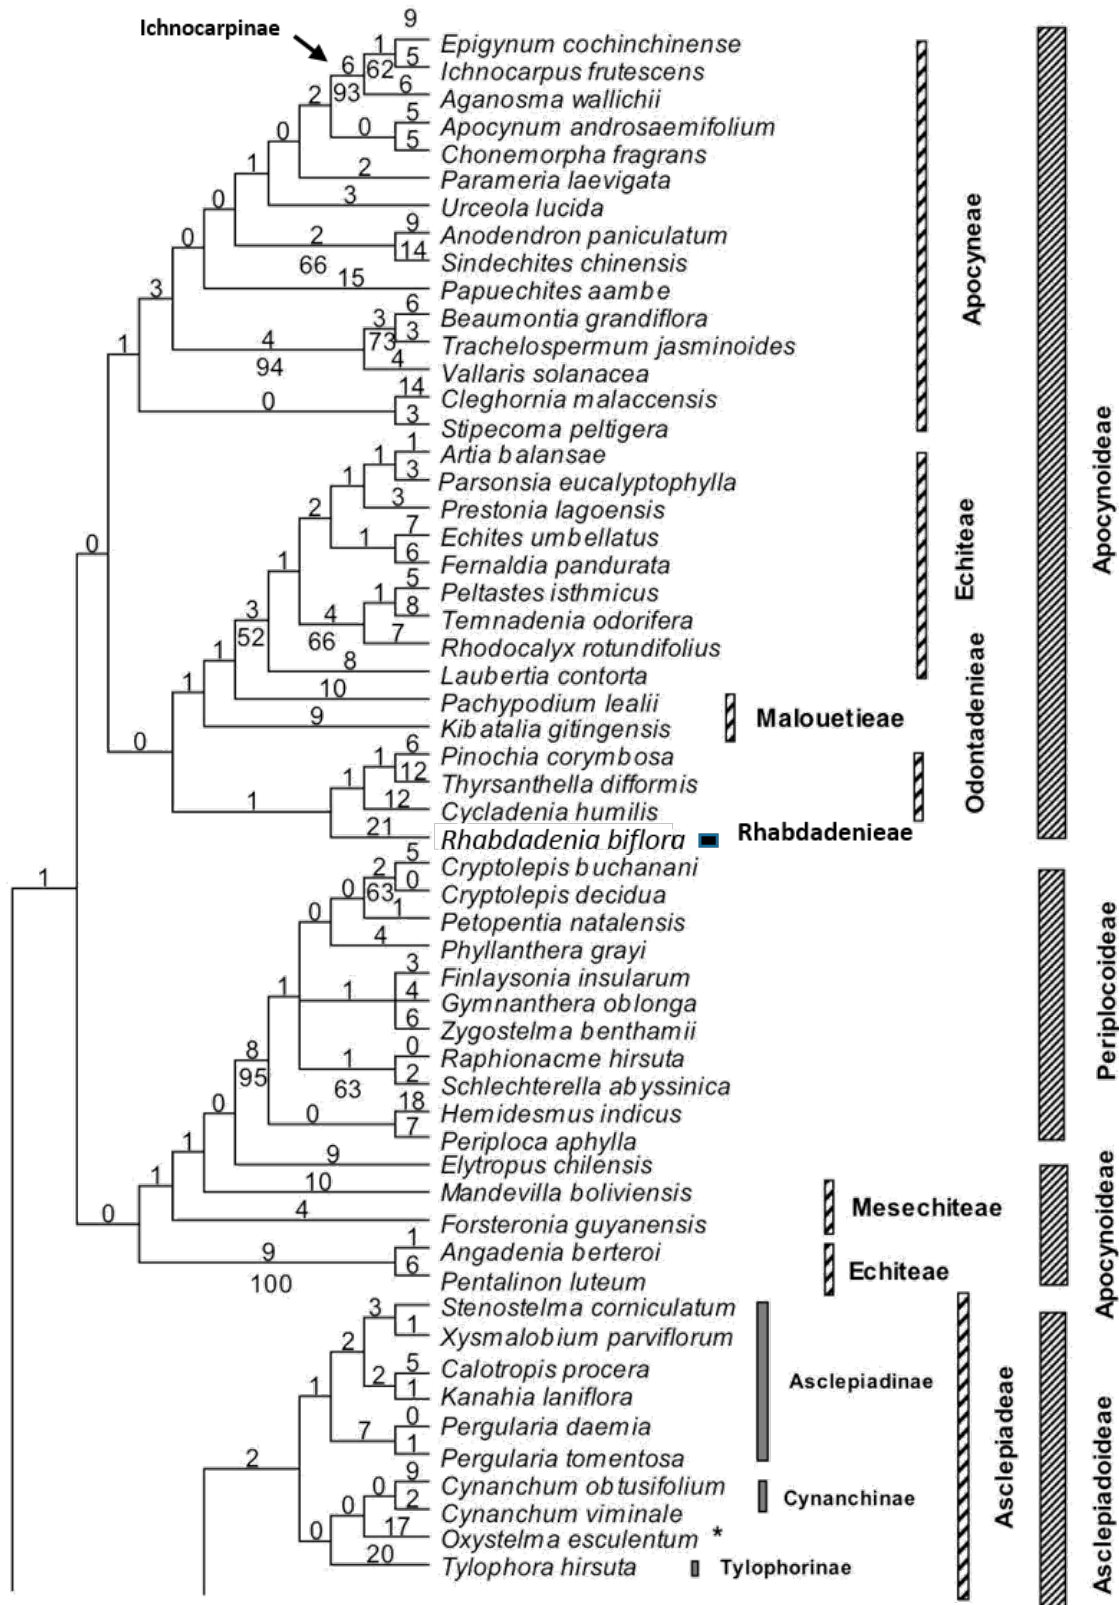 9
Ichnocarpinae
1 Epigynum cochinchinense
5
6 62 Ichnocarpus frutescens
93 6
2 Aganosma wallichii
5
0 0 Apocynum androsaemifolium
5
Chonemorpha fragrans
1 2
Parameria laevigata
0 3
Urceola lucida
9
0 2 Anodendron paniculatum
14
66 Sindechites chinensis
15
3 Papuechites aambe
6
3 Beaumontia grandiflora
3
1 4 73 Trachelospermum jasminoides
94 4
Vallaris solanacea
14
0 Cleghornia malaccensis
3
Stipecoma peltigera
1
1 Artia balansae
3
1 Parsonsia eucalyptophylla
3
2 Prestonia lagoensis
7
1 Echites umbellatus
6
0 1 Fernaldia pandurata
5
1 Peltastes isthmicus
8
3 4 Temnadenia odorifera
52 66 7
Rhodocalyx rotundifolius
1 8
Laubertia contorta
1 10
Pachypodium lealii
9
Kibatalia gitingensis
0 6
1 Pinochia corymbosa
12
1 Thyrsanthella difformis
1 12
Cycladenia humilis
21
Rhabdadenia biflora
5
2 Cryptolepis buchanani
0
1 0 63 Cryptolepis decidua
1
0 Petopentia natalensis
4
Phyllanthera grayi
3
1 1 Finlaysonia insularum
4
Gymnanthera oblonga
6
Zygostelma benthamii
0
8 1 Raphionacme hirsuta
95 2
63 Schlechterella abyssinica
18
0 0 Hemidesmus indicus
7
1 Periploca aphylla
9
1 Elytropus chilensis
10
Mandevilla boliviensis
0 4
Forsteronia guyanensis
1
9 Angadenia berteroi
6
100 Pentalinon luteum
3 Stenostelma corniculatum
1
2 Xysmalobium parviflorum
5
2 Calotropis procera
1
1 Kanahia laniflora
0
7 Pergularia daemia
1
2 Pergularia tomentosa
9
0 Cynanchum obtusifolium
2
0 Cynanchum viminale
17
0 Oxystelma esculentum *
20
Tylophora hirsuta
Apocyneae
Echiteae
Malouetieae
Odontadenieae
Rhabdadenieae
Mesechiteae
Echiteae
Asclepiadinae
Cynanchinae
Tylophorinae
Asclepiadeae
Apocynoideae
Periplocoideae
Apocynoideae
Asclepiadoideae